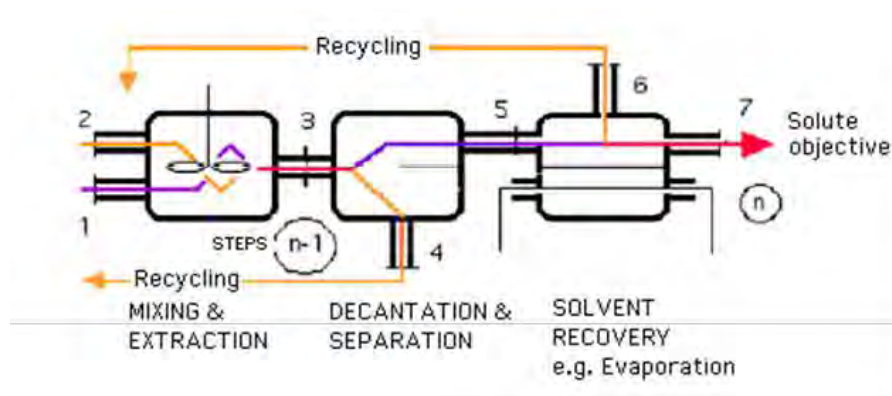 Recycling
2
3
5
6
7
Solute
objective
1
STEPS n-1
4
n
Recycling
MIXING &
EXTRACTION
DECANTATION &
SEPARATION
SOLVENT
RECOVERY
e.g. Evaporation